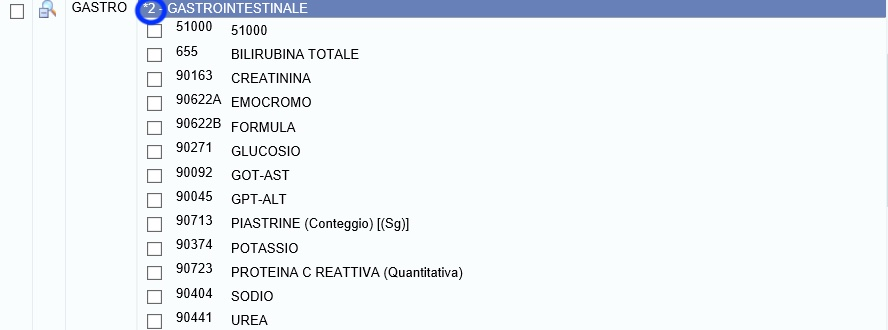 GASTRO *2 - GASTROINTESTINALE
51000 51000
655 BILIRUBINA TOTALE
90163 CREATININA
90622A EMOCROMO
90622B FORMULA
90271 GLUCOSIO
90092 GOT-AST
90045 GPT-ALT
90713 PIASTRINE (Conteggio) [(Sg)]
90374 POTASSIO
90723 PROTEINA C REATTIVA (Quantitativa)
90404 SODIO
90441 UREA